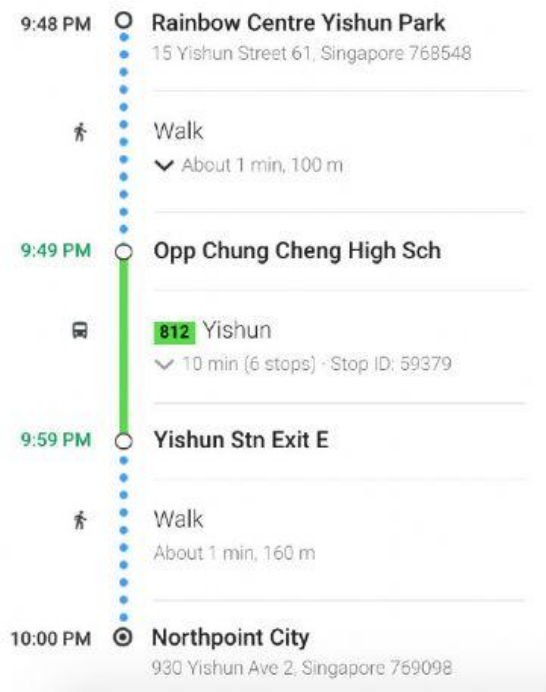 9:48 PM Rainbow Centre Yishun Park
15 Yishun Street 61, Singapore 768548
Walk
About 1 min, 100 m
9:49 PM Opp Chung Cheng High Sch
812 Yishun
10 min (6 stops) · Stop ID: 59379
9:59 PM Yishun Stn Exit E
Walk
About 1 min, 160 m
10:00 PM Northpoint City
930 Yishun Ave 2, Singapore 769098